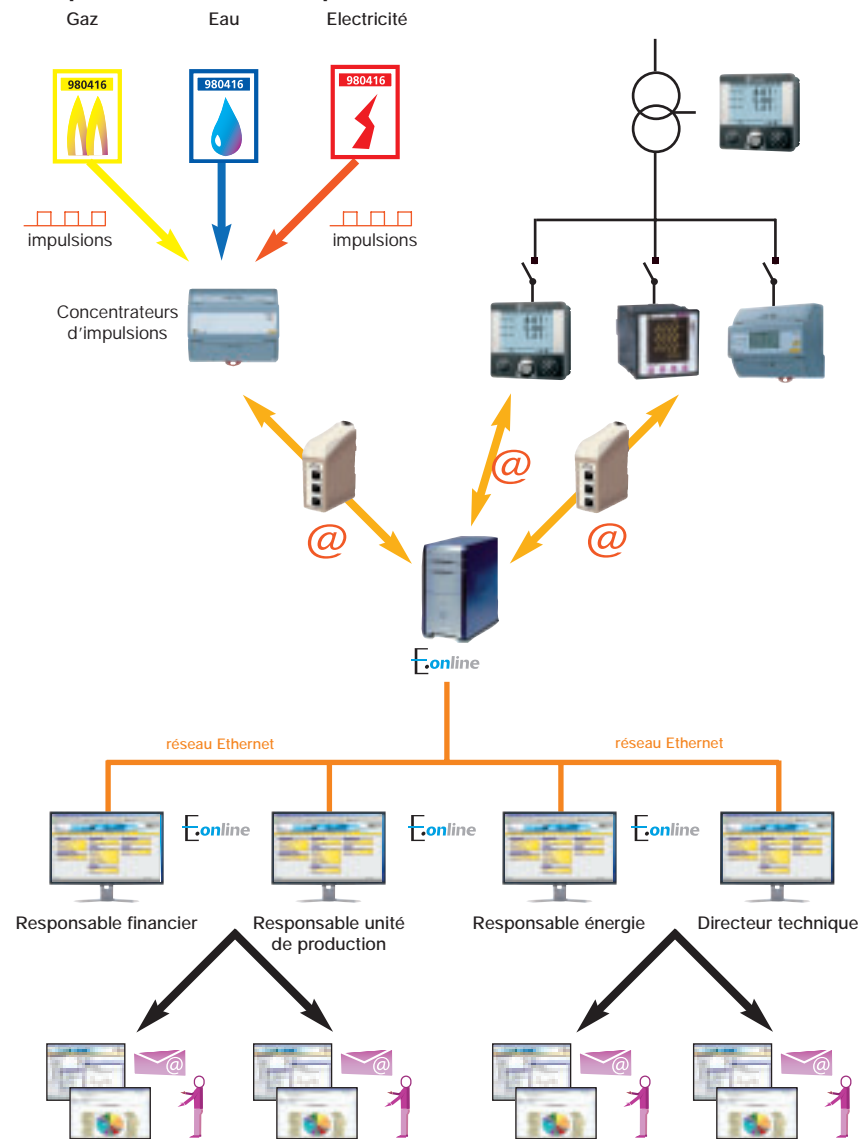 Gaz
Eau
Electricité
980416
980416
980416
impulsions
impulsions
Concentrateurs
d'impulsions
@
@
@
E.online
réseau Ethernet
réseau Ethernet
E.online
E.online
E.online
Responsable financier
Responsable unité
de production
Responsable énergie
Directeur technique
@
@
@
@